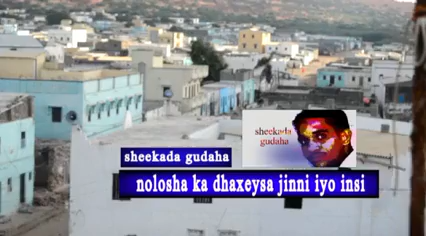 sheekada
gudaha
sheekada gudaha
nolosha ka dhaxeysa jinni iyo insi